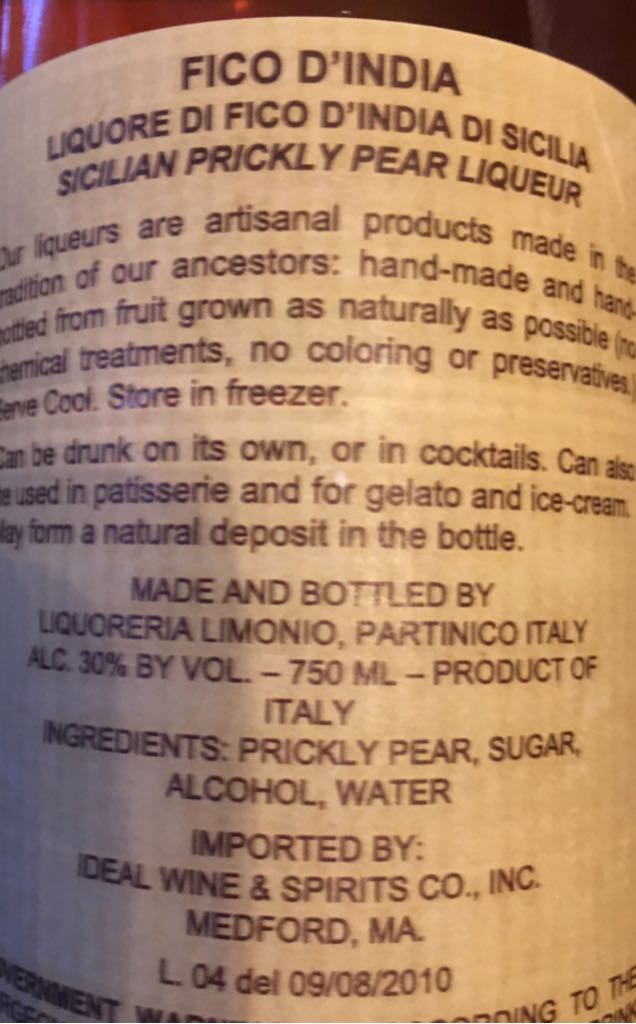 FICO D'INDIA
LIQUORE DI FICO D'INDIA DI SICILIA
SICILIAN PRICKLY PEAR LIQUEUR
Our liqueurs are artisanal products made in the
tradition of our ancestors: hand-made and hand-
bottled from fruit grown as naturally as possible (no
chemical treatments, no coloring or preservatives.)
Serve Cool. Store in freezer.
Can be drunk on its own, or in cocktails. Can also
be used in patisserie and for gelato and ice-cream.
May form a natural deposit in the bottle.
MADE AND BOTTLED BY
LIQUORERIA LIMONIO, PARTINICO ITALY
ALC. 30% BY VOL. – 750 ML – PRODUCT OF
ITALY
INGREDIENTS: PRICKLY PEAR, SUGAR,
ALCOHOL, WATER
IMPORTED BY:
IDEAL WINE & SPIRITS CO., INC.
MEDFORD, MA.
L. 04 del 09/08/2010
GOVERNMENT WARNING: ACCORDING TO THE